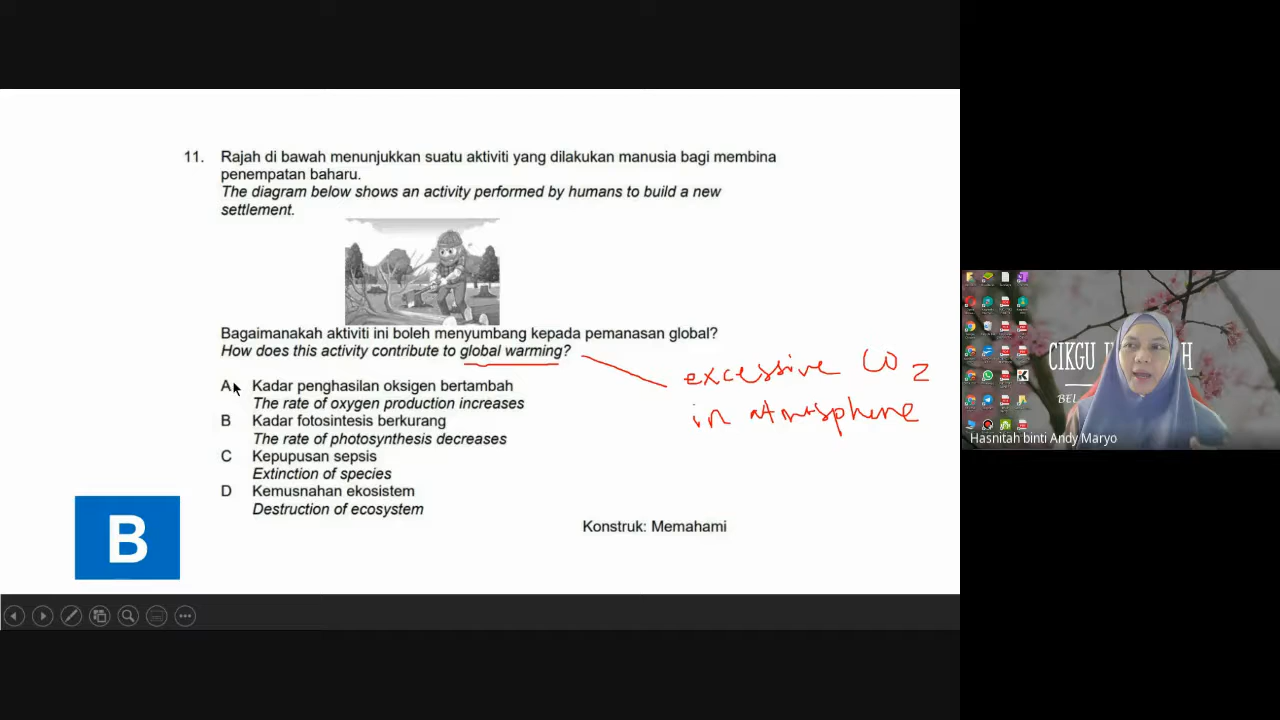 11. Rajah di bawah menunjukkan suatu aktiviti yang dilakukan manusia bagi membina
penempatan baharu.
The diagram below shows an activity performed by humans to build a new
settlement.
Bagaimanakah aktiviti ini boleh menyumbang kepada pemanasan global?
How does this activity contribute to global warming?
excessive CO2
in atmosphere
A Kadar penghasilan oksigen bertambah
The rate of oxygen production increases
B Kadar fotosintesis berkurang
The rate of photosynthesis decreases
C Kepupusan sepsis
Extinction of species
D Kemusnahan ekosistem
Destruction of ecosystem
Konstruk: Memahami
B
CIKGU
BEL
Hasnitah binti Andy Maryo